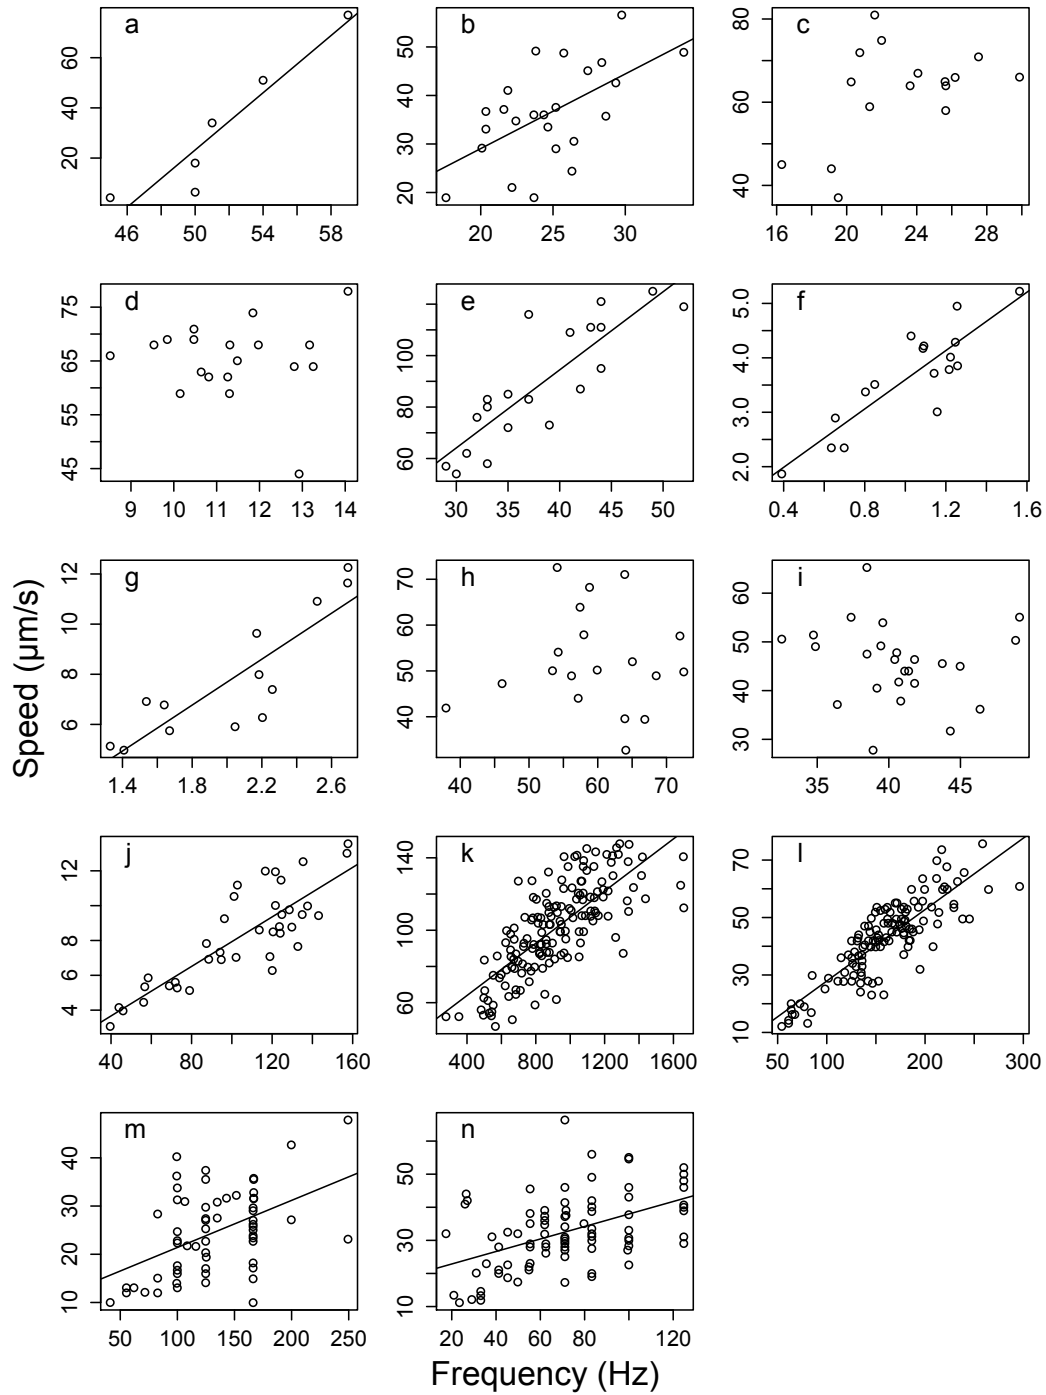 a
b
c
20 40 60
20 30 40 50
40 60 80
46 50 54 58
20 25 30
16 20 24 28
d
e
f
45 55 65 75
60 80 100
2.0 3.0 4.0 5.0
9 10 11 12 13 14
30 35 40 45 50
0.4 0.8 1.2 1.6
g
h
i
6 8 10 12
40 50 60 70
30 40 50 60
1.4 1.8 2.2 2.6
40 50 60 70
35 40 45
Speed (μm/s)
j
k
l
4 6 8 10 12
60 100 140
10 30 50 70
40 80 120 160
400 800 1200 1600
50 100 200 300
m
n
10 20 30 40
10 30 50
50 100 150 200 250
20 40 60 80 120
Frequency (Hz)